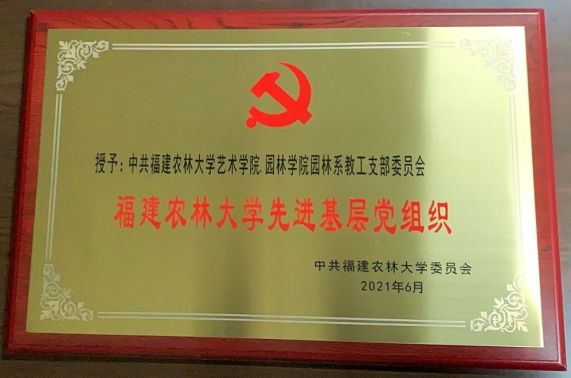 授予：中共福建农林大学艺术学院.园林学院园林系教工支部委员会
福建农林大学先进基层党组织
中共福建农林大学委员会
2021年6月